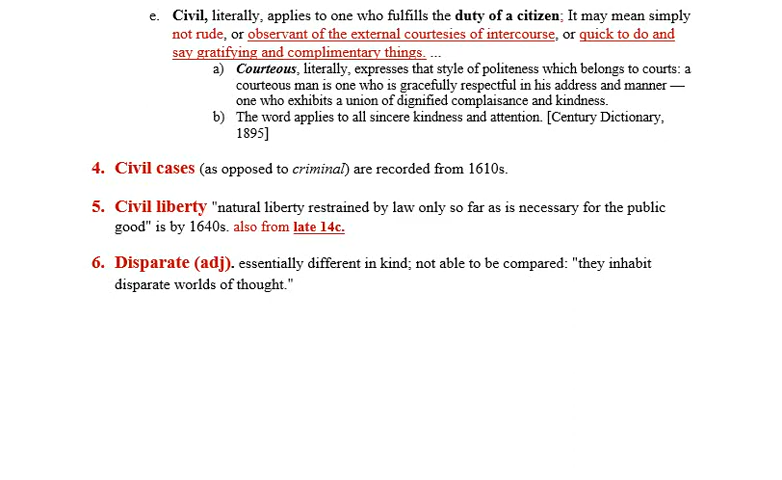 e. Civil, literally, applies to one who fulfills the duty of a citizen; It may mean simply
not rude, or observant of the external courtesies of intercourse, or quick to do and
say gratifying and complimentary things. ...
a) Courteous, literally, expresses that style of politeness which belongs to courts: a
courteous man is one who is gracefully respectful in his address and manner —
one who exhibits a union of dignified complaisance and kindness.
b) The word applies to all sincere kindness and attention. [Century Dictionary,
1895]
4. Civil cases (as opposed to criminal) are recorded from 1610s.
5. Civil liberty "natural liberty restrained by law only so far as is necessary for the public
good" is by 1640s. also from late 14c.
6. Disparate (adj). essentially different in kind; not able to be compared: "they inhabit
disparate worlds of thought."